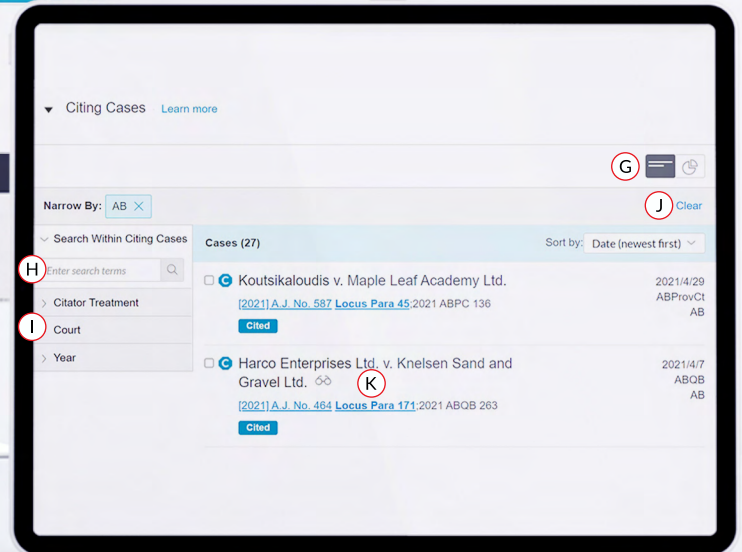 Citing Cases Learn more
G
Narrow By: AB J Clear
Search Within Citing Cases
H Enter search terms
Citator Treatment
I Court
Year
Cases (27) Sort by: Date (newest first)
C Koutsikaloudis v. Maple Leaf Academy Ltd. 2021/4/29
ABProvCt
[2021] A.J. No. 587 Locus Para 45;2021 ABPC 136 AB
Cited
C Harco Enterprises Ltd. v. Knelsen Sand and 2021/4/7
Gravel Ltd. K ABQB
[2021] A.J. No. 464 Locus Para 171;2021 ABQB 263 AB
Cited